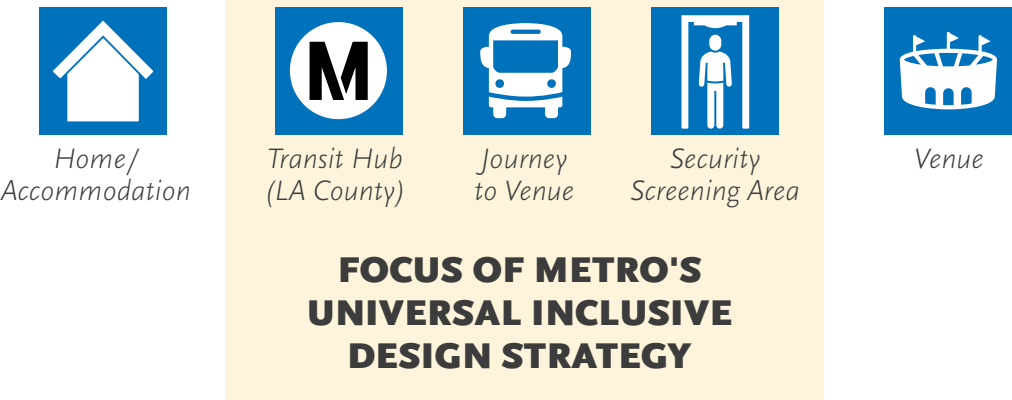 M
Home/
Accommodation
Transit Hub
(LA County)
Journey
to Venue
Security
Screening Area
Venue
FOCUS OF METRO'S
UNIVERSAL INCLUSIVE
DESIGN STRATEGY